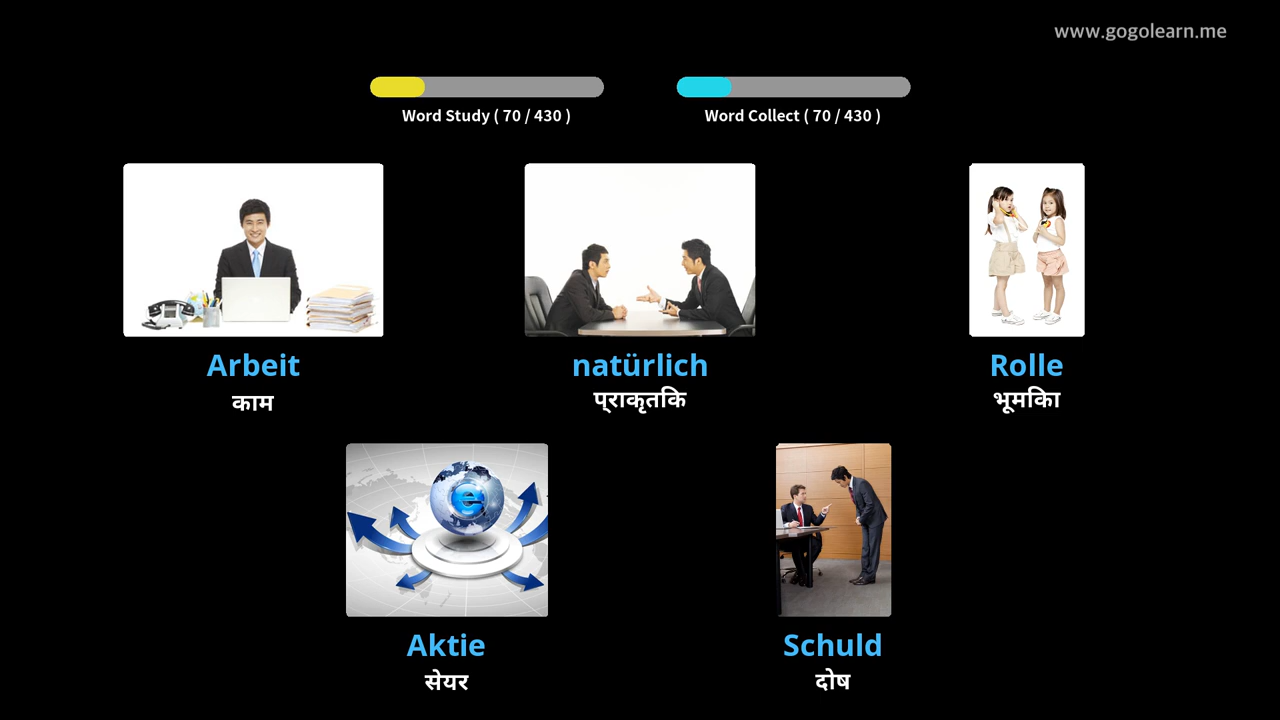 www.gogolearn.me
Word Study ( 70 / 430 )
Word Collect ( 70 / 430 )
Arbeit
काम
natürlich
प्राकृतकि
Rolle
भूमकिा
e
Aktie
सेयर
Schuld
दोष